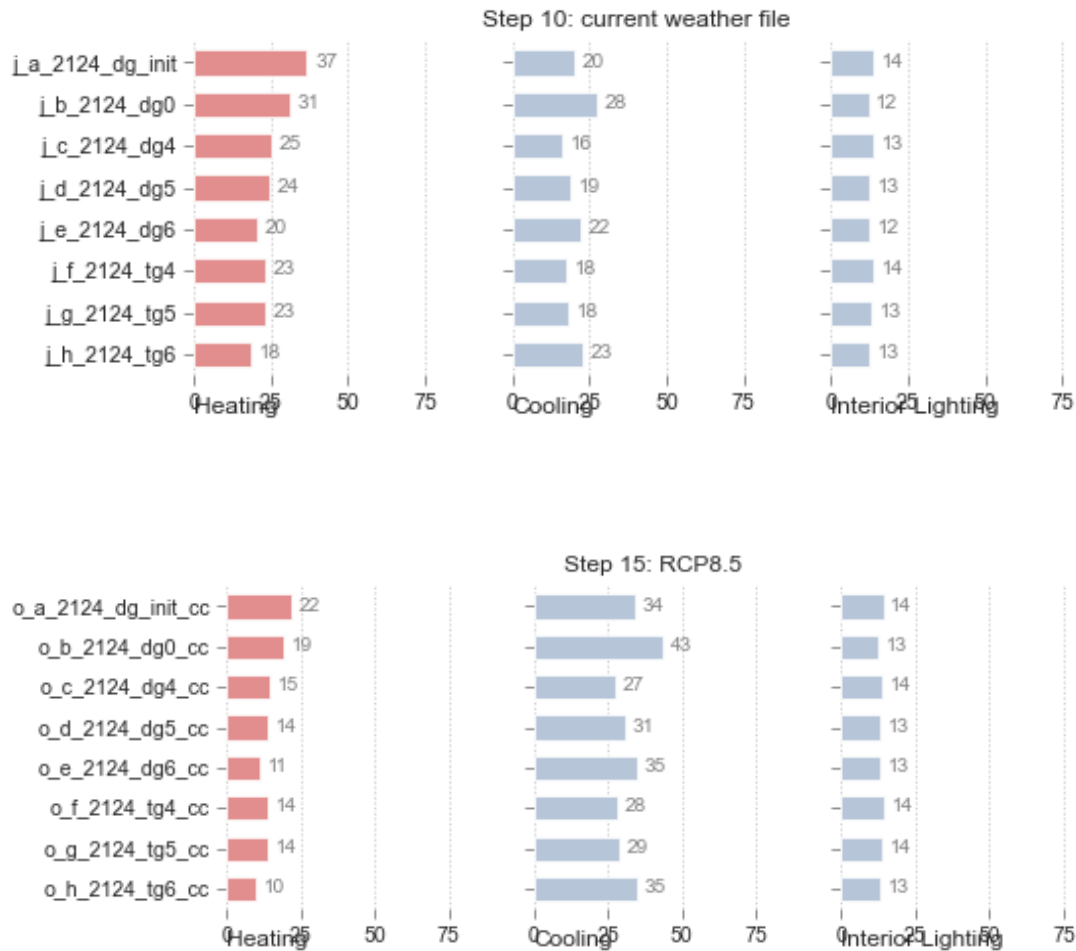 Step 10: current weather file
j_a_2124_dg_init 37 20 14
j_b_2124_dg0 31 28 12
j_c_2124_dg4 25 16 13
j_d_2124_dg5 24 19 13
j_e_2124_dg6 20 22 12
j_f_2124_tg4 23 18 14
j_g_2124_tg5 23 18 13
j_h_2124_tg6 18 23 13
0 25 50 75 0 25 50 75 0 25 50 75
Heating Cooling Interior Lighting
Step 15: RCP8.5
o_a_2124_dg_init_cc 22 34 14
o_b_2124_dg0_cc 19 43 13
o_c_2124_dg4_cc 15 27 14
o_d_2124_dg5_cc 14 31 13
o_e_2124_dg6_cc 11 35 13
o_f_2124_tg4_cc 14 28 14
o_g_2124_tg5_cc 14 29 14
o_h_2124_tg6_cc 10 35 13
0 25 50 75 0 25 50 75 0 25 50 75
Heating Cooling Interior Lighting